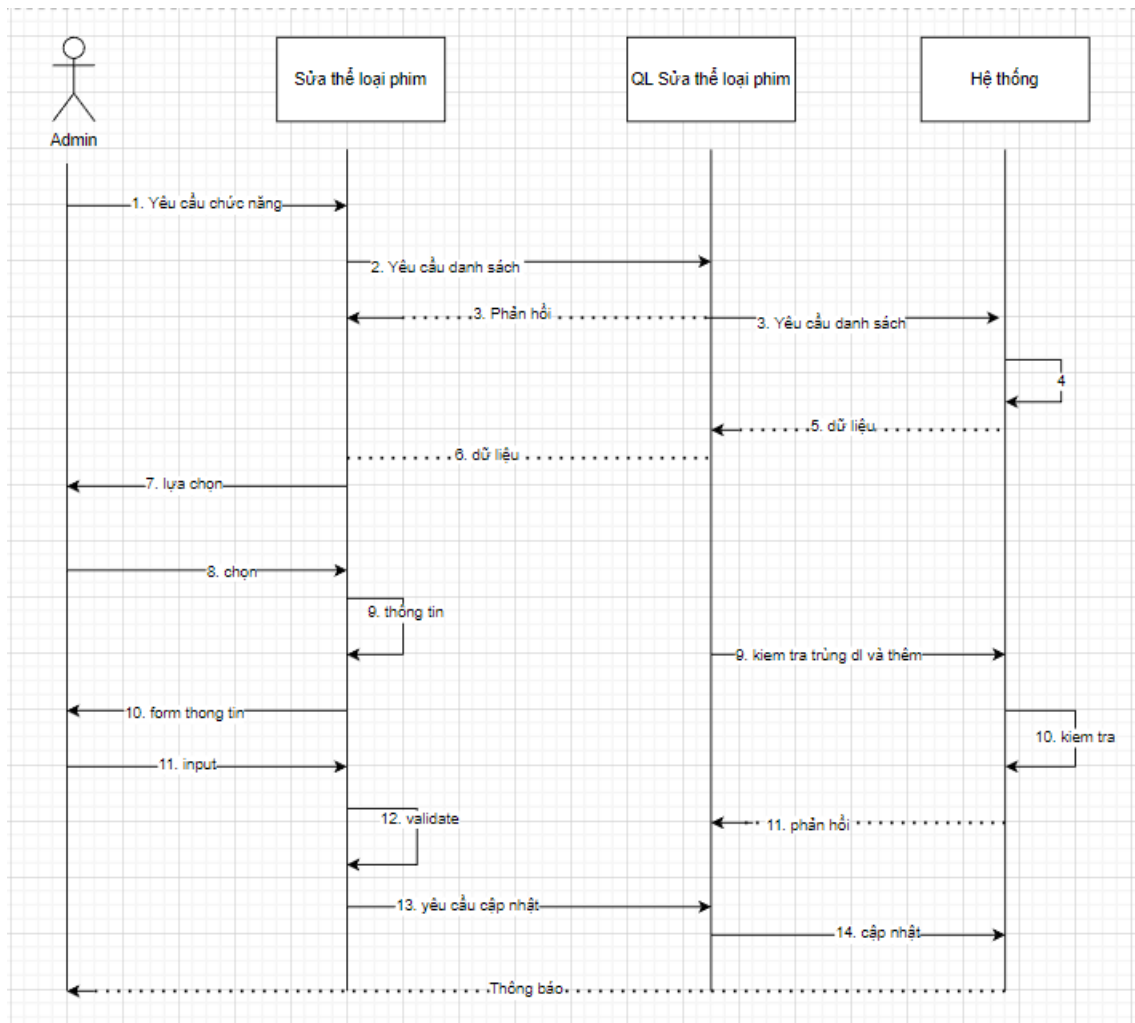 Sửa thể loại phim
QL Sửa thể loại phim
Hệ thống
Admin
1. Yêu cầu chức năng
2. Yêu cầu danh sách
3. Phản hồi
3. Yêu cầu danh sách
4
5. dữ liệu
6. dữ liệu
7. lựa chọn
8. chọn
9. thông tin
9. kiem tra trùng dl và thêm
10. form thong tin
10. kiem tra
11. input
12. validate
11. phản hồi
13. yêu cầu cập nhật
14. cập nhật
Thông báo